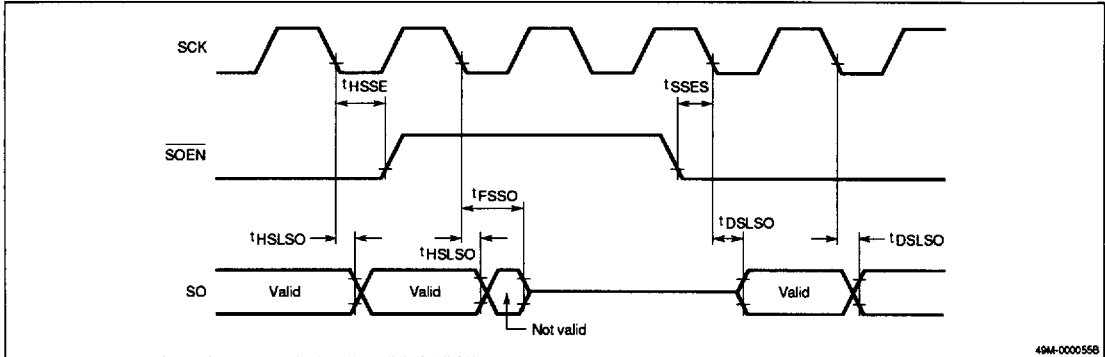 SCK
tHSSE
tSSES
SOEN
tFSSO
tHSLSO
tHSLSO
tDSLSO
tDSLSO
SO
Valid
Valid
Valid
Not valid
49M-000055B